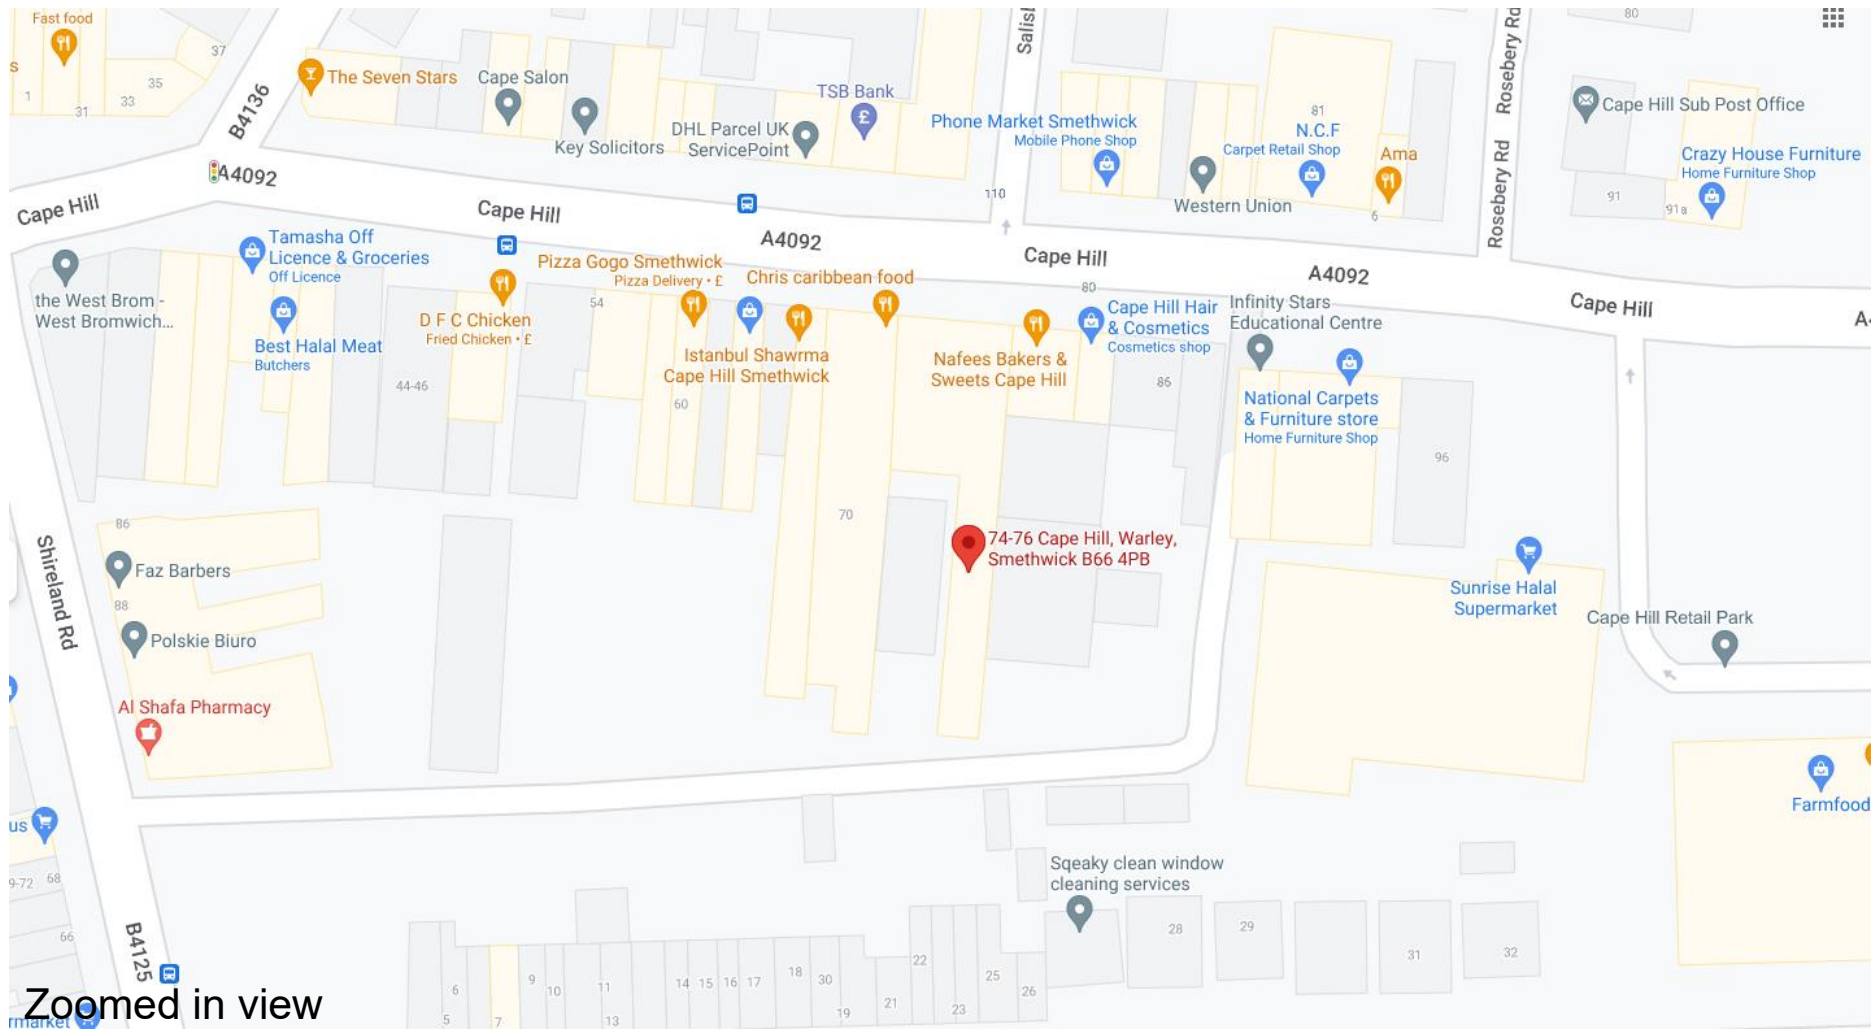 Fast food
s
1
31
33
35
37
B4136
The Seven Stars
Cape Salon
Key Solicitors
DHL Parcel UK
ServicePoint
TSB Bank
Phone Market Smethwick
Mobile Phone Shop
110
Western Union
81
N.C.F
Carpet Retail Shop
Ama
6
Rosebery Rd
Rosebery Rd
Rosebery Rd
80
Cape Hill Sub Post Office
91
91a
Crazy House Furniture
Home Furniture Shop
Cape Hill
A4092
Cape Hill
A4092
Cape Hill
A4092
Cape Hill
the West Brom -
West Bromwich...
Tamasha Off
Licence & Groceries
Off Licence
Best Halal Meat
Butchers
44-46
D F C Chicken
Fried Chicken • £
54
Pizza Gogo Smethwick
Pizza Delivery • £
60
Istanbul Shawrma
Cape Hill Smethwick
Chris caribbean food
70
Nafees Bakers &
Sweets Cape Hill
80
Cape Hill Hair
& Cosmetics
Cosmetics shop
86
Infinity Stars
Educational Centre
National Carpets
& Furniture store
Home Furniture Shop
96
74-76 Cape Hill, Warley,
Smethwick B66 4PB
Sunrise Halal
Supermarket
Cape Hill Retail Park
Shireland Rd
86
Faz Barbers
88
Polskie Biuro
Al Shafa Pharmacy
us
68
66
B4125
Farmfood
Sqeaky clean window
cleaning services
5
6
7
9
10
11
13
14
15
16
17
18
30
19
21
22
23
25
26
28
29
31
32
Zoomed in view